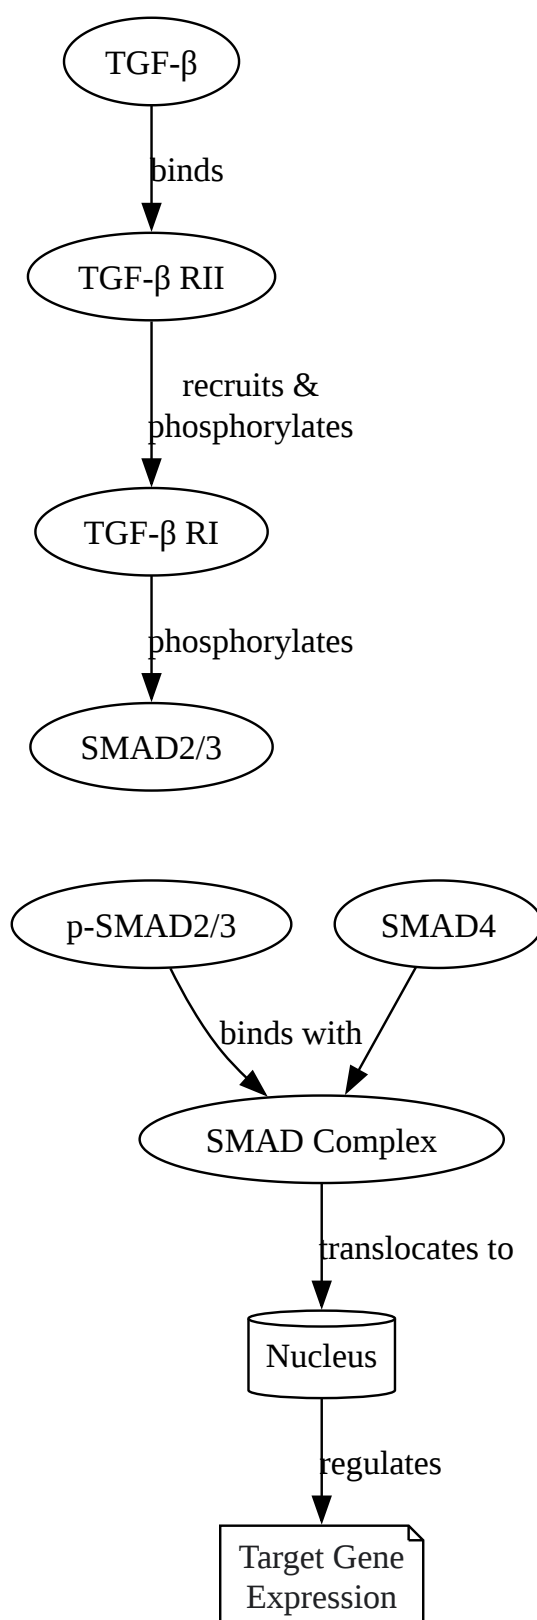 TGF-β
binds
TGF-β RII
recruits &
phosphorylates
TGF-β RI
phosphorylates
SMAD2/3
p-SMAD2/3
SMAD4
binds with
SMAD Complex
translocates to
Nucleus
regulates
Target Gene
Expression